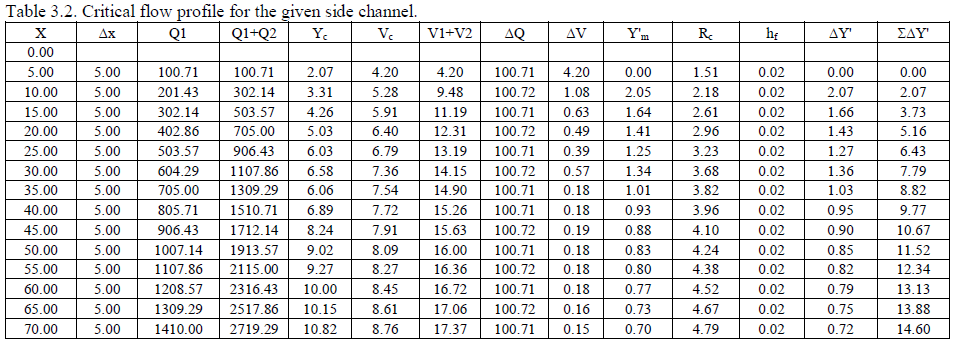 Table 3.2. Critical flow profile for the given side channel.
X Δx Q1 Q1+Q2 Yc Vc V1+V2 ΔQ ΔV Y'm Rc hf ΔY' ΣΔY'
0.00
5.00 5.00 100.71 100.71 2.07 4.20 4.20 100.71 4.20 0.00 1.51 0.02 0.00 0.00
10.00 5.00 201.43 302.14 3.31 5.28 9.48 100.72 1.08 2.05 2.18 0.02 2.07 2.07
15.00 5.00 302.14 503.57 4.26 5.91 11.19 100.71 0.63 1.64 2.61 0.02 1.66 3.73
20.00 5.00 402.86 705.00 5.03 6.40 12.31 100.72 0.49 1.41 2.96 0.02 1.43 5.16
25.00 5.00 503.57 906.43 6.03 6.79 13.19 100.71 0.39 1.25 3.23 0.02 1.27 6.43
30.00 5.00 604.29 1107.86 6.58 7.36 14.15 100.72 0.57 1.34 3.68 0.02 1.36 7.79
35.00 5.00 705.00 1309.29 6.06 7.54 14.90 100.71 0.18 1.01 3.82 0.02 1.03 8.82
40.00 5.00 805.71 1510.71 6.89 7.72 15.26 100.71 0.18 0.93 3.96 0.02 0.95 9.77
45.00 5.00 906.43 1712.14 8.24 7.91 15.63 100.72 0.19 0.88 4.10 0.02 0.90 10.67
50.00 5.00 1007.14 1913.57 9.02 8.09 16.00 100.71 0.18 0.83 4.24 0.02 0.85 11.52
55.00 5.00 1107.86 2115.00 9.27 8.27 16.36 100.72 0.18 0.80 4.38 0.02 0.82 12.34
60.00 5.00 1208.57 2316.43 10.00 8.45 16.72 100.71 0.18 0.77 4.52 0.02 0.79 13.13
65.00 5.00 1309.29 2517.86 10.15 8.61 17.06 100.72 0.16 0.73 4.67 0.02 0.75 13.88
70.00 5.00 1410.00 2719.29 10.82 8.76 17.37 100.71 0.15 0.70 4.79 0.02 0.72 14.60